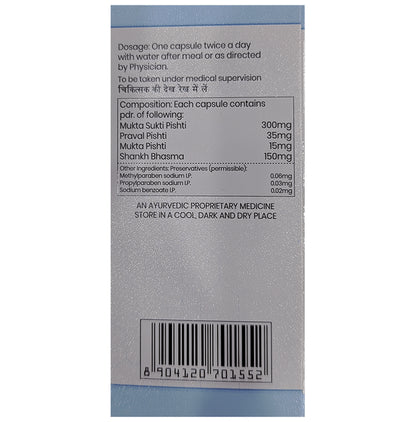 Dosage: One capsule twice a day
with water after meal or as directed
by Physician.
To be taken under medical supervision
चिकित्सक की देख रेख में लें
Composition: Each capsule contains
pdr. of following:
Mukta Sukti Pishti 300mg
Praval Pishti 35mg
Mukta Pishti 15mg
Shankh Bhasma 150mg
Other Ingredients: Preservatives (permissible):
Methylparaben sodium I.P. 0.06mg
Propylparaben sodium I.P. 0.03mg
Sodium benzoate I.P. 0.02mg
AN AYURVEDIC PROPRIETARY MEDICINE
STORE IN A COOL, DARK AND DRY PLACE
8 904120 701552